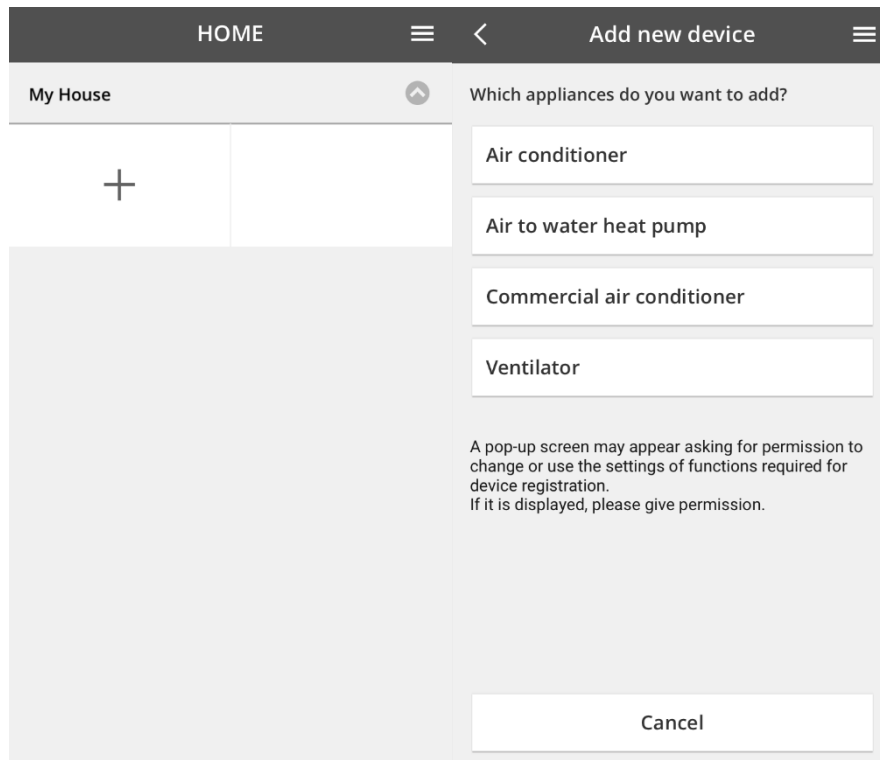 HOME
My House
Add new device
Which appliances do you want to add?
Air conditioner
Air to water heat pump
Commercial air conditioner
Ventilator
A pop-up screen may appear asking for permission to
change or use the settings of functions required for
device registration.
If it is displayed, please give permission.
Cancel